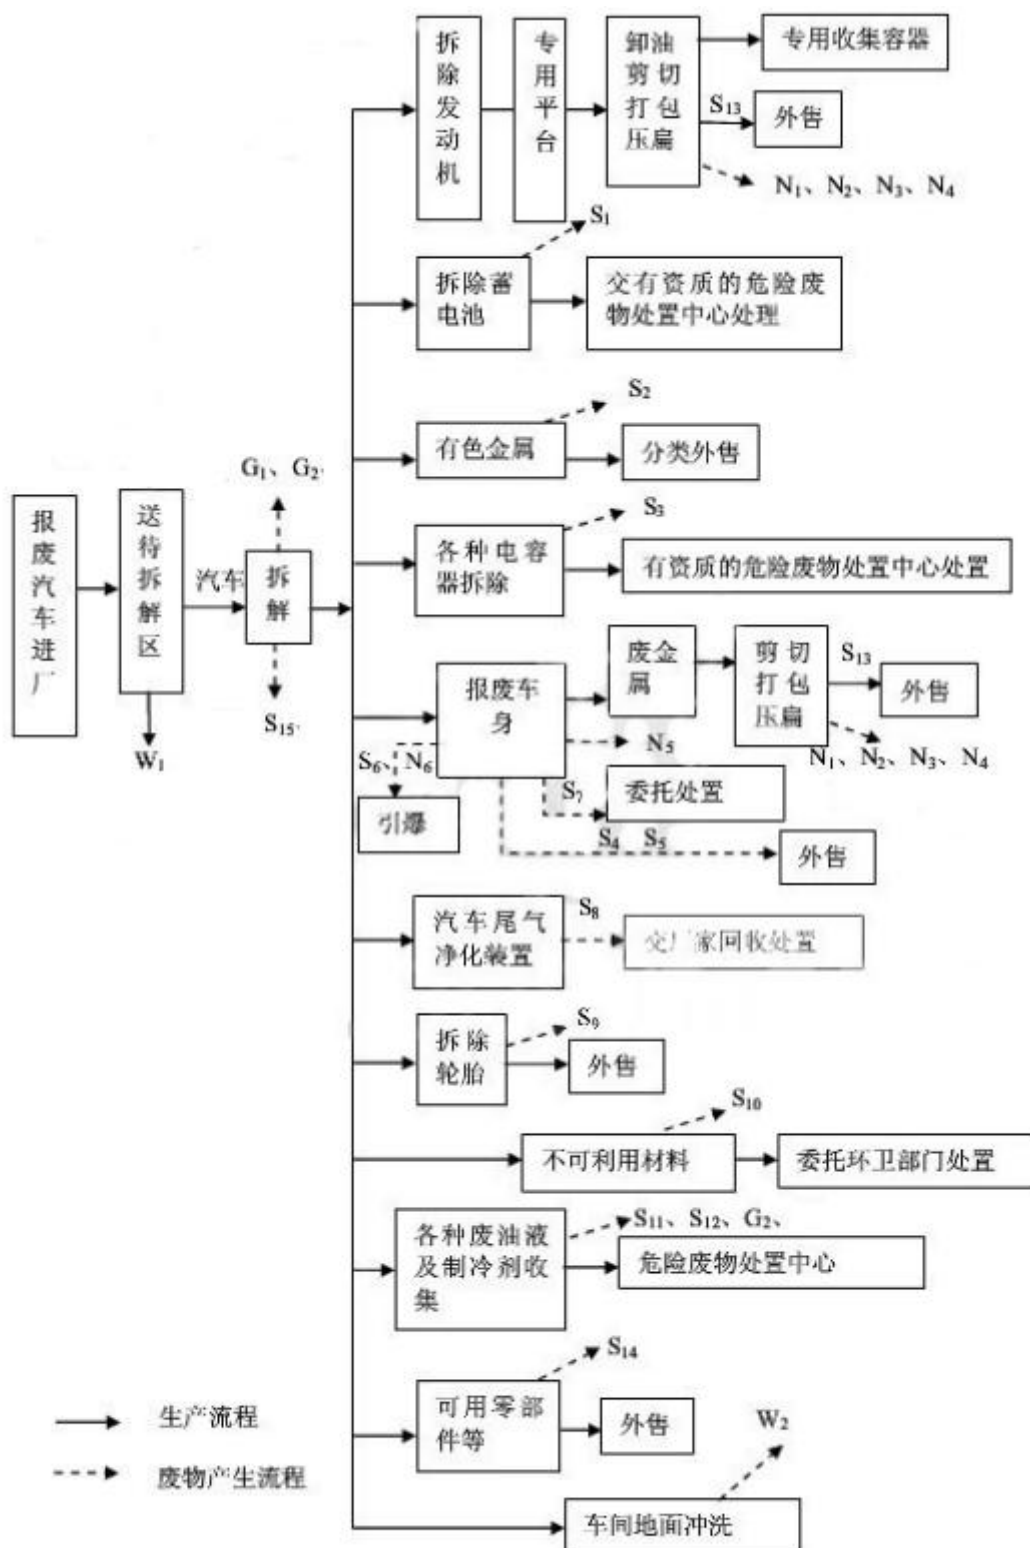 拆除发动机
专用平台
卸油
剪切
打包
压扁
专用收集容器
S13
外售
N1、N2、N3、N4
S1
拆除蓄
电池
交有资质的危险废
物处置中心处理
S2
有色金属
分类外售
G1、G2
S3
各种电容
器拆除
有资质的危险废物处置中心处置
报废汽车进厂
送待拆解区
汽车
拆解
W1
S15
报废车
身
废金
属
剪切
打包
压扁
S13
外售
N5
N1、N2、N3、N4
S6、N6
引爆
S7
委托处置
S4 S5
外售
汽车尾气
净化装置
S8
交厂家回收处置
拆除
轮胎
S9
外售
S10
不可利用材料
委托环卫部门处置
各种废油液
及制冷剂收
集
S11、S12、G2、
危险废物处置中心
S14
可用零部
件等
外售
W2
车间地面冲洗
生产流程
废物产生流程